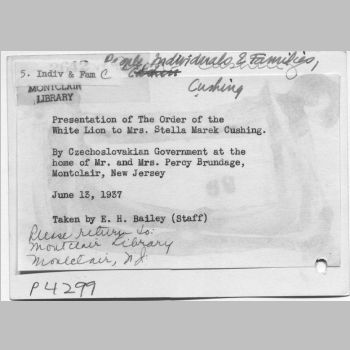 People, individuals & Families,
5. Indiv & Fam C
Cushing
MONTCLAIR
LIBRARY
Presentation of The Order of the
White Lion to Mrs. Stella Marek Cushing.
By Czechoslovakian Government at the
home of Mr. and Mrs. Percy Brundage,
Montclair, New Jersey
June 13, 1937
Taken by E. H. Bailey (Staff)
Please return to:
Montclair Library
Montclair, N.J.
P4299